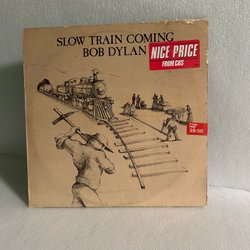 SLOW TRAIN COMING
BOB DYLAN
NICE PRICE
FROM CBS
39:50